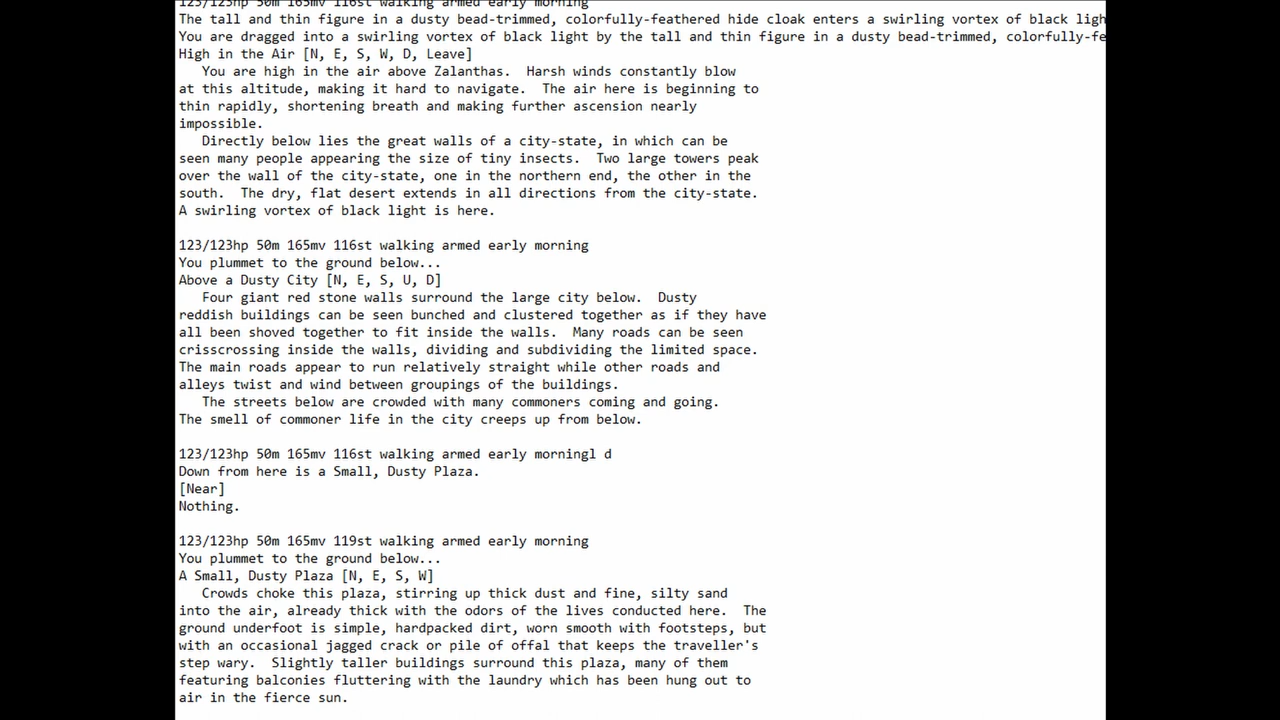 123/123hp 50m 165mv 116st walking armed early morning
The tall and thin figure in a dusty bead-trimmed, colorfully-feathered hide cloak enters a swirling vortex of black ligh
You are dragged into a swirling vortex of black light by the tall and thin figure in a dusty bead-trimmed, colorfully-fe
High in the Air [N, E, S, W, D, Leave]
You are high in the air above Zalanthas.  Harsh winds constantly blow
at this altitude, making it hard to navigate.  The air here is beginning to
thin rapidly, shortening breath and making further ascension nearly
impossible.
Directly below lies the great walls of a city-state, in which can be
seen many people appearing the size of tiny insects.  Two large towers peak
over the wall of the city-state, one in the northern end, the other in the
south.  The dry, flat desert extends in all directions from the city-state.
A swirling vortex of black light is here.
123/123hp 50m 165mv 116st walking armed early morning
You plummet to the ground below...
Above a Dusty City [N, E, S, U, D]
Four giant red stone walls surround the large city below.  Dusty
reddish buildings can be seen bunched and clustered together as if they have
all been shoved together to fit inside the walls.  Many roads can be seen
crisscrossing inside the walls, dividing and subdividing the limited space.
The main roads appear to run relatively straight while other roads and
alleys twist and wind between groupings of the buildings.
The streets below are crowded with many commoners coming and going.
The smell of commoner life in the city creeps up from below.
123/123hp 50m 165mv 116st walking armed early morningl d
Down from here is a Small, Dusty Plaza.
[Near]
Nothing.
123/123hp 50m 165mv 119st walking armed early morning
You plummet to the ground below...
A Small, Dusty Plaza [N, E, S, W]
Crowds choke this plaza, stirring up thick dust and fine, silty sand
into the air, already thick with the odors of the lives conducted here.  The
ground underfoot is simple, hardpacked dirt, worn smooth with footsteps, but
with an occasional jagged crack or pile of offal that keeps the traveller's
step wary.  Slightly taller buildings surround this plaza, many of them
featuring balconies fluttering with the laundry which has been hung out to
air in the fierce sun.